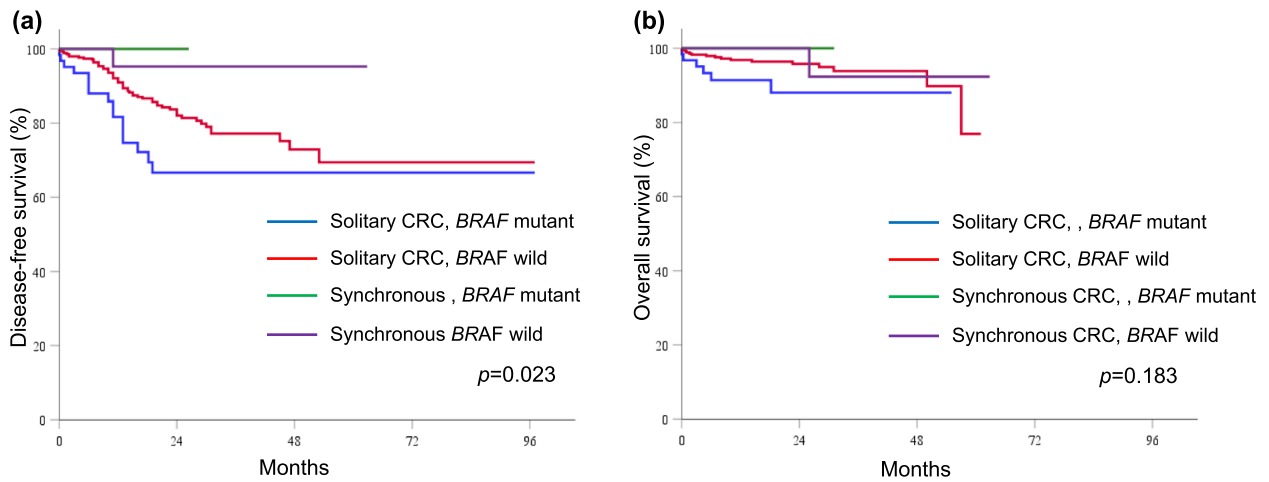 (a)
Disease-free survival (%)
100
80
60
40
20
0
0 24 48 72 96
Months
Solitary CRC, BRAF mutant
Solitary CRC, BRAF wild
Synchronous , BRAF mutant
Synchronous BRAF wild
p=0.023
(b)
Overall survival (%)
100
80
60
40
20
0
0 24 48 72 96
Months
Solitary CRC, , BRAF mutant
Solitary CRC, BRAF wild
Synchronous CRC, , BRAF mutant
Synchronous CRC, BRAF wild
p=0.183